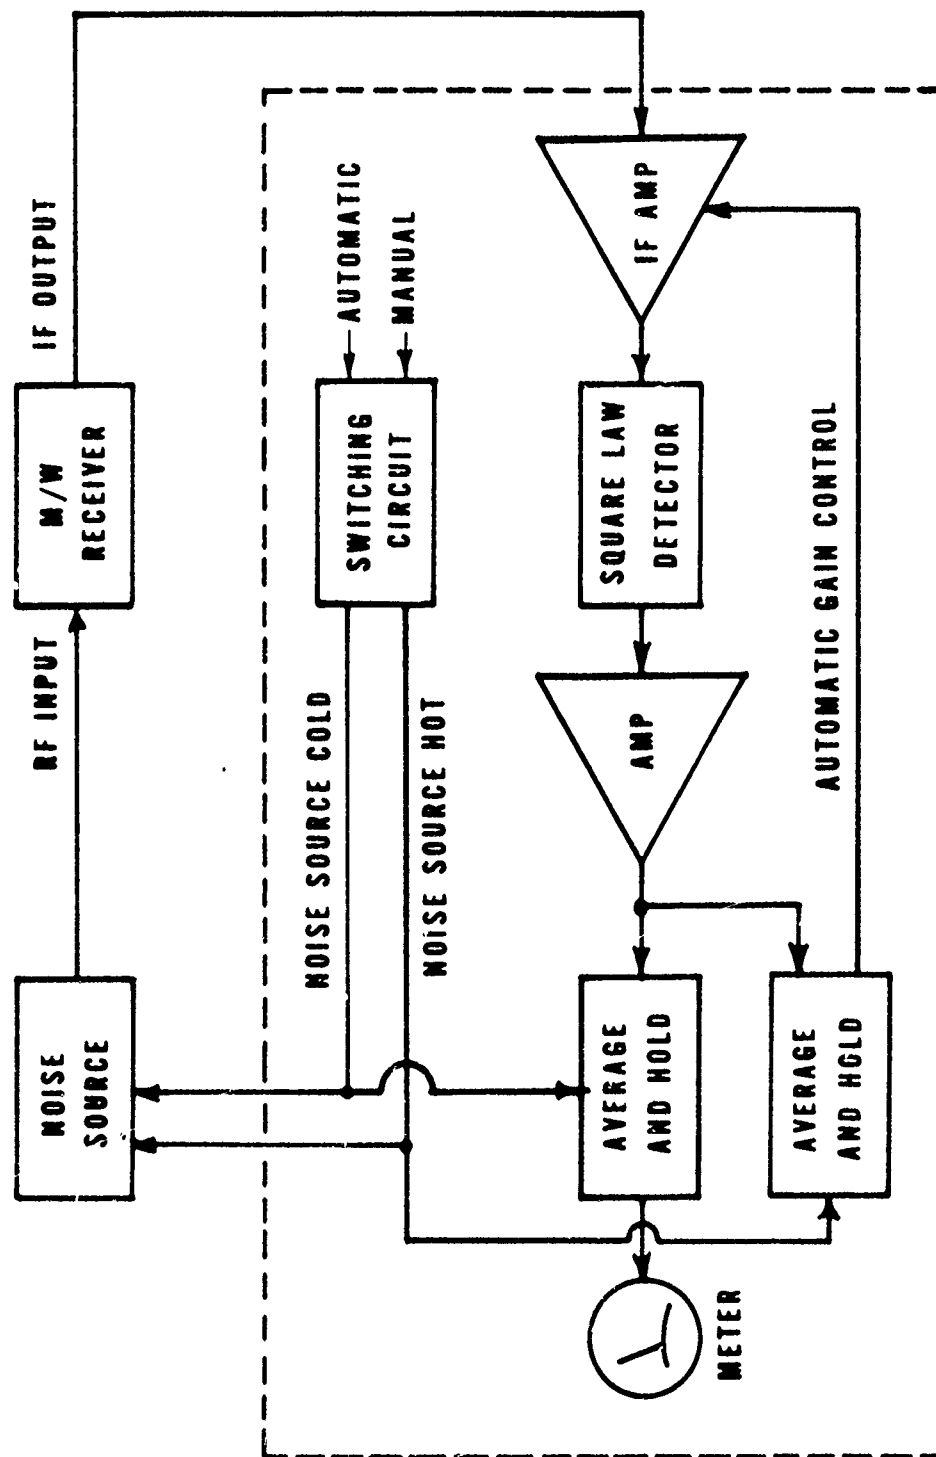 NOISE
SOURCE
RF INPUT
M/W
RECEIVER
IF OUTPUT
NOISE SOURCE COLD
NOISE SOURCE HOT
SWITCHING
CIRCUIT
AUTOMATIC
MANUAL
METER
AVERAGE
AND HOLD
AMP
SQUARE LAW
DETECTOR
IF AMP
AVERAGE
AND HOLD
AUTOMATIC GAIN CONTROL